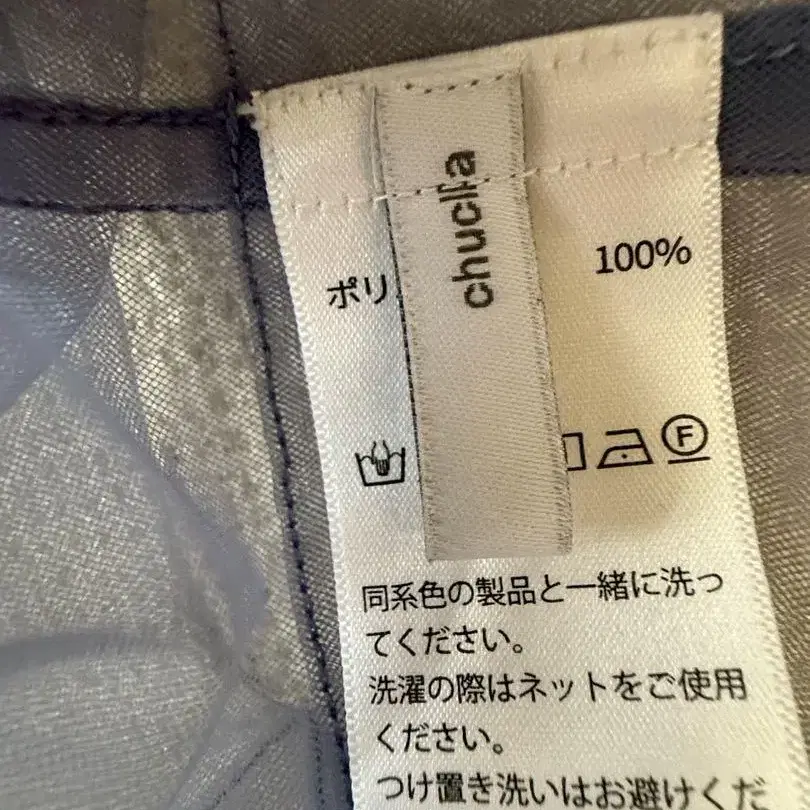 chuclla
ポリ
100%
F
同系色の製品と一緒に洗っ
てください。
洗濯の際はネットをご使用
ください。
つけ置き洗いはお避けくだ